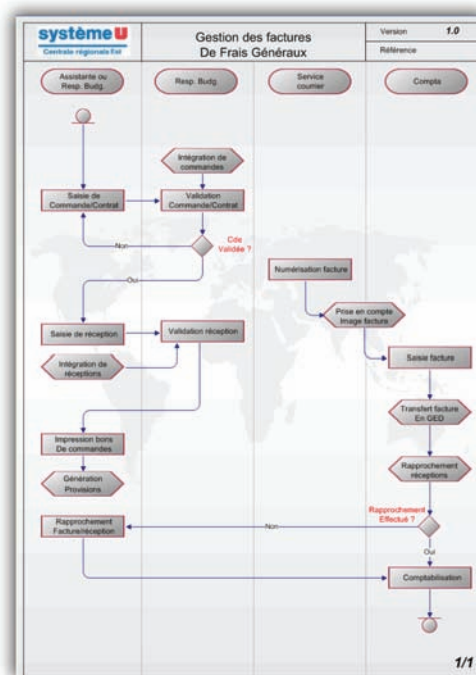 systèmeU
Centrale régionale Est
Gestion des factures
De Frais Généraux
Version 1.0
Référence
Assistante ou
Resp. Budg.
Resp. Budg.
Service
courrier
Compta
Intégration de
commandes
Saisie de
Commande/Contrat
Validation
Commande/Contrat
Non
Cde
Validée ?
Oui
Numérisation facture
Prise en compte
Image facture
Saisie de réception
Validation réception
Intégration de
réceptions
Saisie facture
Transfert facture
En GED
Impression bons
De commandes
Génération
Provisions
Rapprochement
réceptions
Rapprochement
Effectué ?
Rapprochement
Facture/réception
Non
Oui
Comptabilisation
1/1